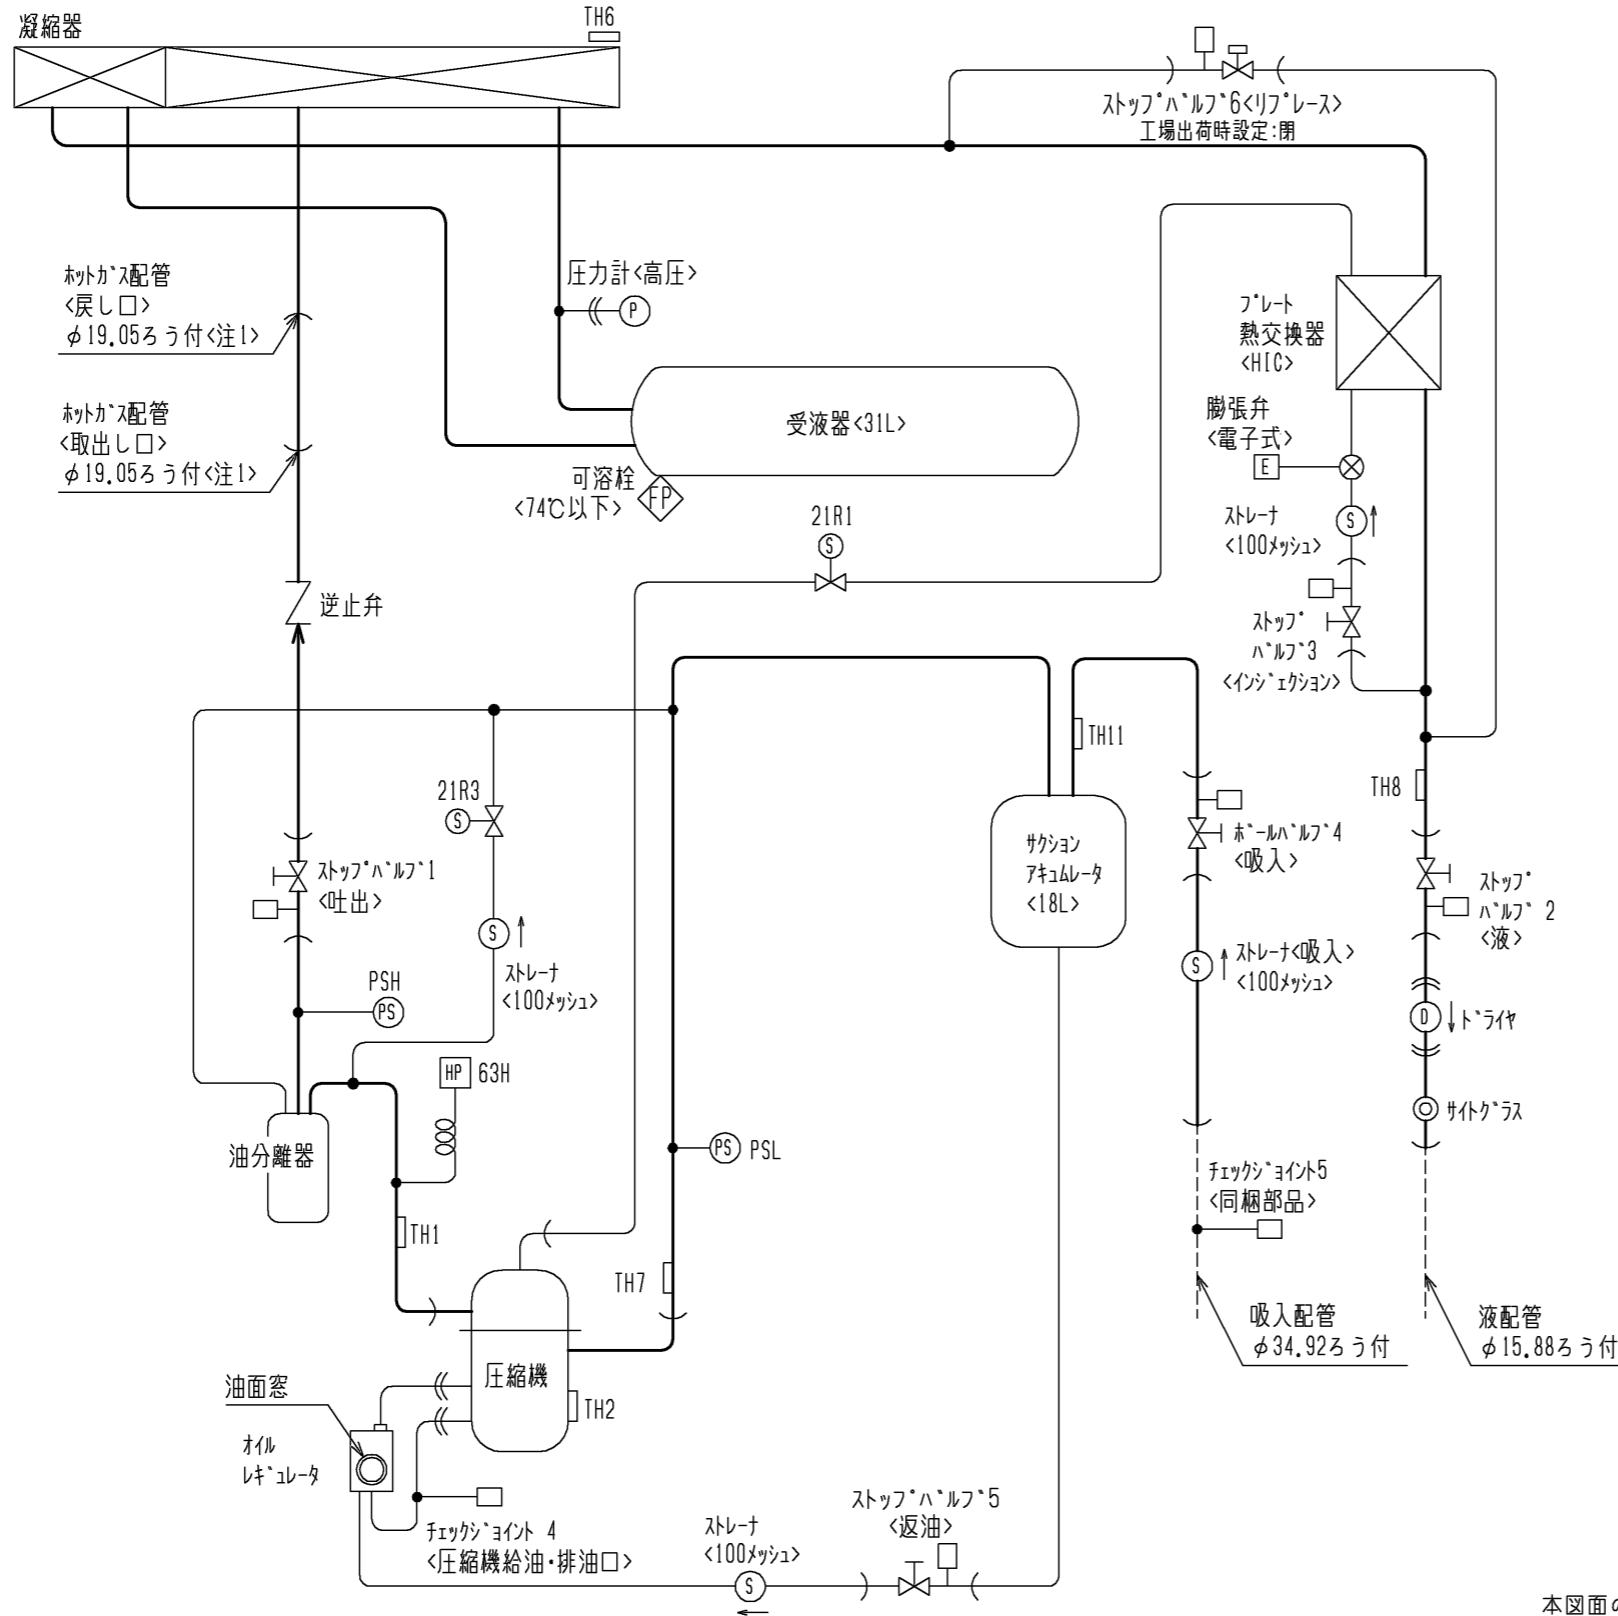 凝縮器
TH6
ストップバルブ6<リプレース>
工場出荷時設定:閉
ホットガス配管
<戻し口>
φ19.05ろう付<注1>
圧力計<高圧>
P
プレート
熱交換器
<HIC>
ホットガス配管
<取出し口>
φ19.05ろう付<注1>
受液器<31L>
膨張弁
<電子式>
E
可溶栓
<74℃以下>
FP
21R1
S
ストレーナ
<100メッシュ>
S
逆止弁
ストップ
バルブ3
<インジェクション>
TH11
21R3
S
TH8
ストップバルブ1
<吐出>
サクション
アキュムレータ
<18L>
ボールバルブ4
<吸入>
ストップ
バルブ 2
<液>
S
ストレーナ
<100メッシュ>
S
ストレーナ<吸入>
<100メッシュ>
PSH
PS
D
ドライヤ
HP
63H
サイトグラス
油分離器
PS
PSL
チェックジョイント5
<同梱部品>
TH1
TH7
吸入配管
φ34.92ろう付
液配管
φ15.88ろう付
圧縮機
TH2
油面窓
オイル
レギュレータ
チェックジョイント 4
<圧縮機給油・排油口>
ストレーナ
<100メッシュ>
S
ストップバルブ5
<返油>
本図面